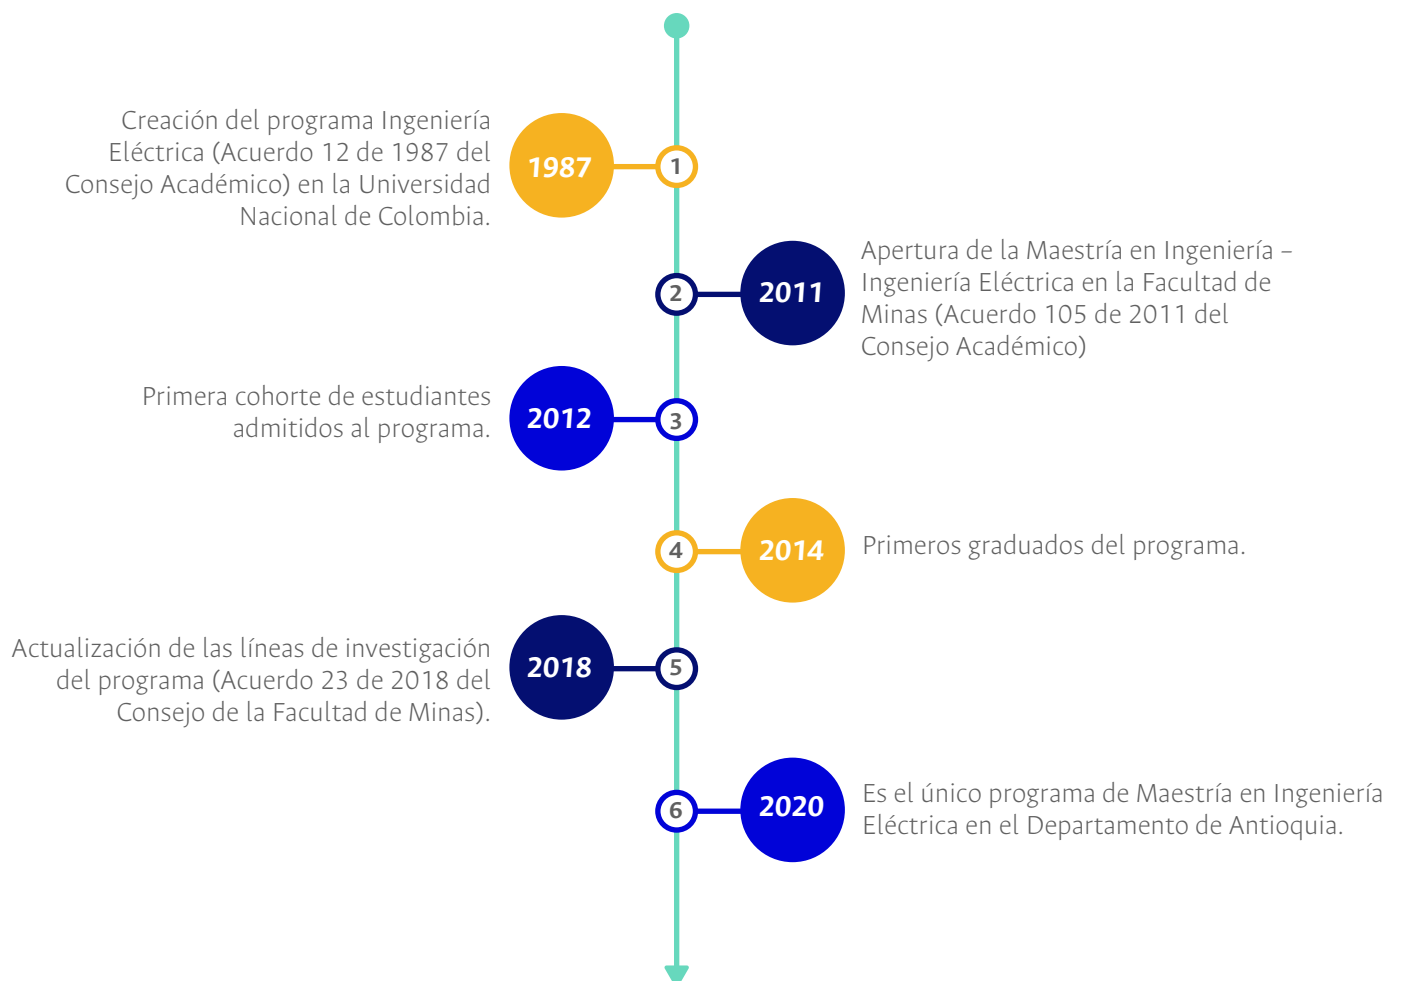 Creación del programa Ingeniería
Eléctrica (Acuerdo 12 de 1987 del
Consejo Académico) en la Universidad
Nacional de Colombia.
1987
1
2
2011
Apertura de la Maestría en Ingeniería –
Ingeniería Eléctrica en la Facultad de
Minas (Acuerdo 105 de 2011 del
Consejo Académico)
Primera cohorte de estudiantes
admitidos al programa.
2012
3
4
2014
Primeros graduados del programa.
Actualización de las líneas de investigación
del programa (Acuerdo 23 de 2018 del
Consejo de la Facultad de Minas).
2018
5
6
2020
Es el único programa de Maestría en Ingeniería
Eléctrica en el Departamento de Antioquia.